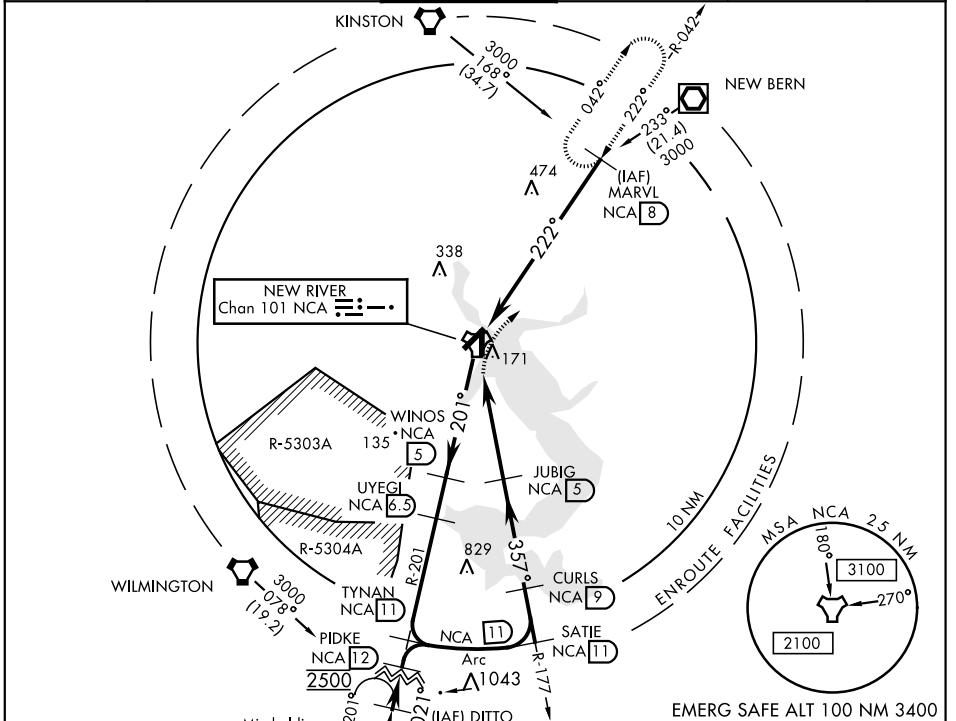 KINSTON
3000
168°
(34.7)
R-042
042°
222°
NEW BERN
233°
(21.4)
3000
(IAF)
MARVL
NCA 8
474
222°
338
NEW RIVER
Chan 101 NCA
171
201°
WINOS
NCA
5
135
R-5303A
UYEGI
NCA 6.5
JUBIG
NCA 5
10 NM
ENROUTE FACILITIES
R-5304A
R-201
829
357°
WILMINGTON
3000
078°
(19.2)
TYNAN
NCA 11
CURLS
NCA 9
NCA 11
Arc
SATIE
NCA 11
PIDKE
NCA 12
2500
R-177
1043
201°
021°
(IAF) DITTO
MSA NCA 25 NM
180°
3100
270°
2100
EMERG SAFE ALT 100 NM 3400